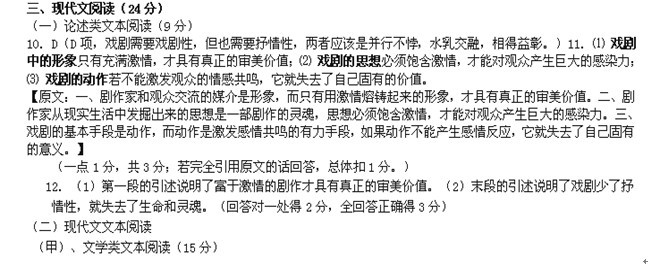 三、现代文阅读（24 分）
（一）论述类文本阅读（9 分）
10. D（D 项，戏剧需要戏剧性，但也需要抒情性，两者应该是并行不悖，水乳交融，相得益彰。）11. ⑴ 戏剧
中的形象只有充满激情，才具有真正的审美价值；⑵ 戏剧的思想必须饱含激情，才能对观众产生巨大的感染力；
⑶ 戏剧的动作若不能激发观众的情感共鸣，它就失去了自己固有的价值。
【原文：一、剧作家和观众交流的媒介是形象，而只有用激情熔铸起来的形象，才具有真正的审美价值。二、剧
作家从现实生活中发掘出来的思想是一部剧作的灵魂，思想必须饱含激情，才能对观众产生巨大的感染力。三、
戏剧的基本手段是动作，而动作是激发感情共鸣的有力手段，如果动作不能产生感情反应，它就失去了自己固有
的意义。】
（一点 1 分，共 3 分；若完全引用原文的话回答，总体扣 1 分。）
12. （1）第一段的引述说明了富于激情的剧作才具有真正的审美价值。（2）末段的引述说明了戏剧少了抒
情性，就失去了生命和灵魂。（回答对一处得 2 分，全回答正确得 3 分）
（二）现代文文本阅读
（甲）、文学类文本阅读（15 分）